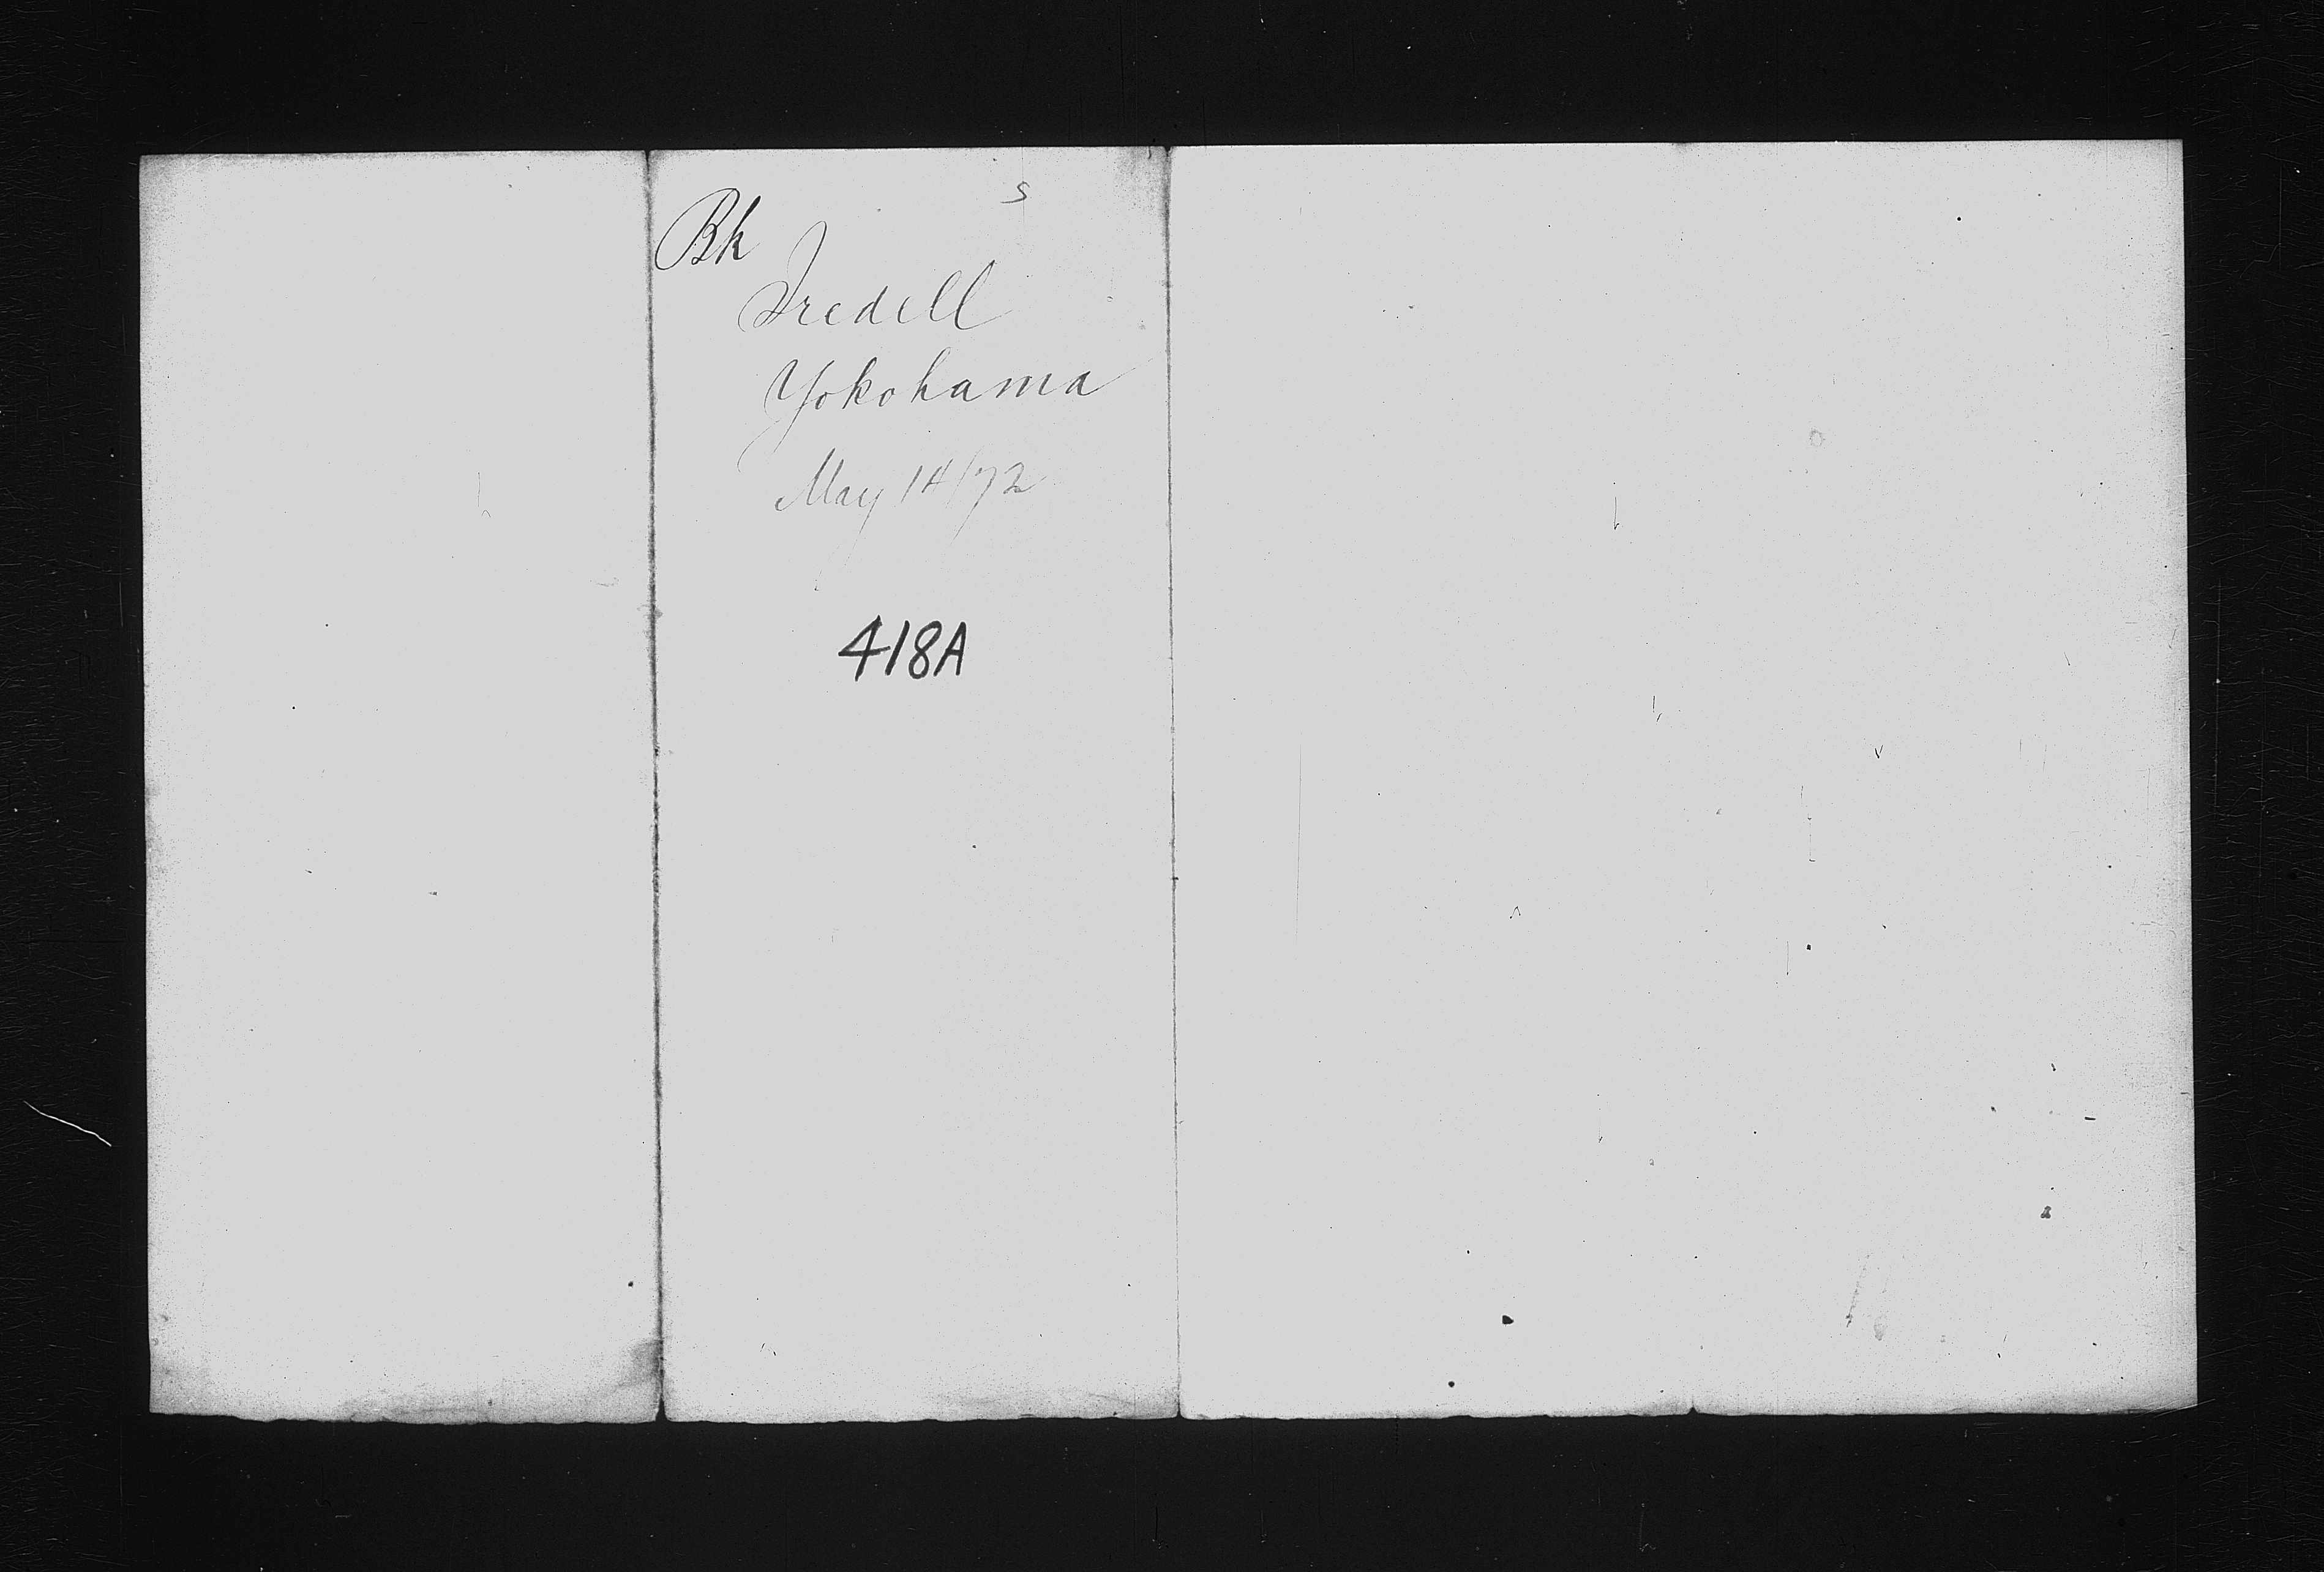 s
Bk
Iredell
Yokohama
May 14/72
418A